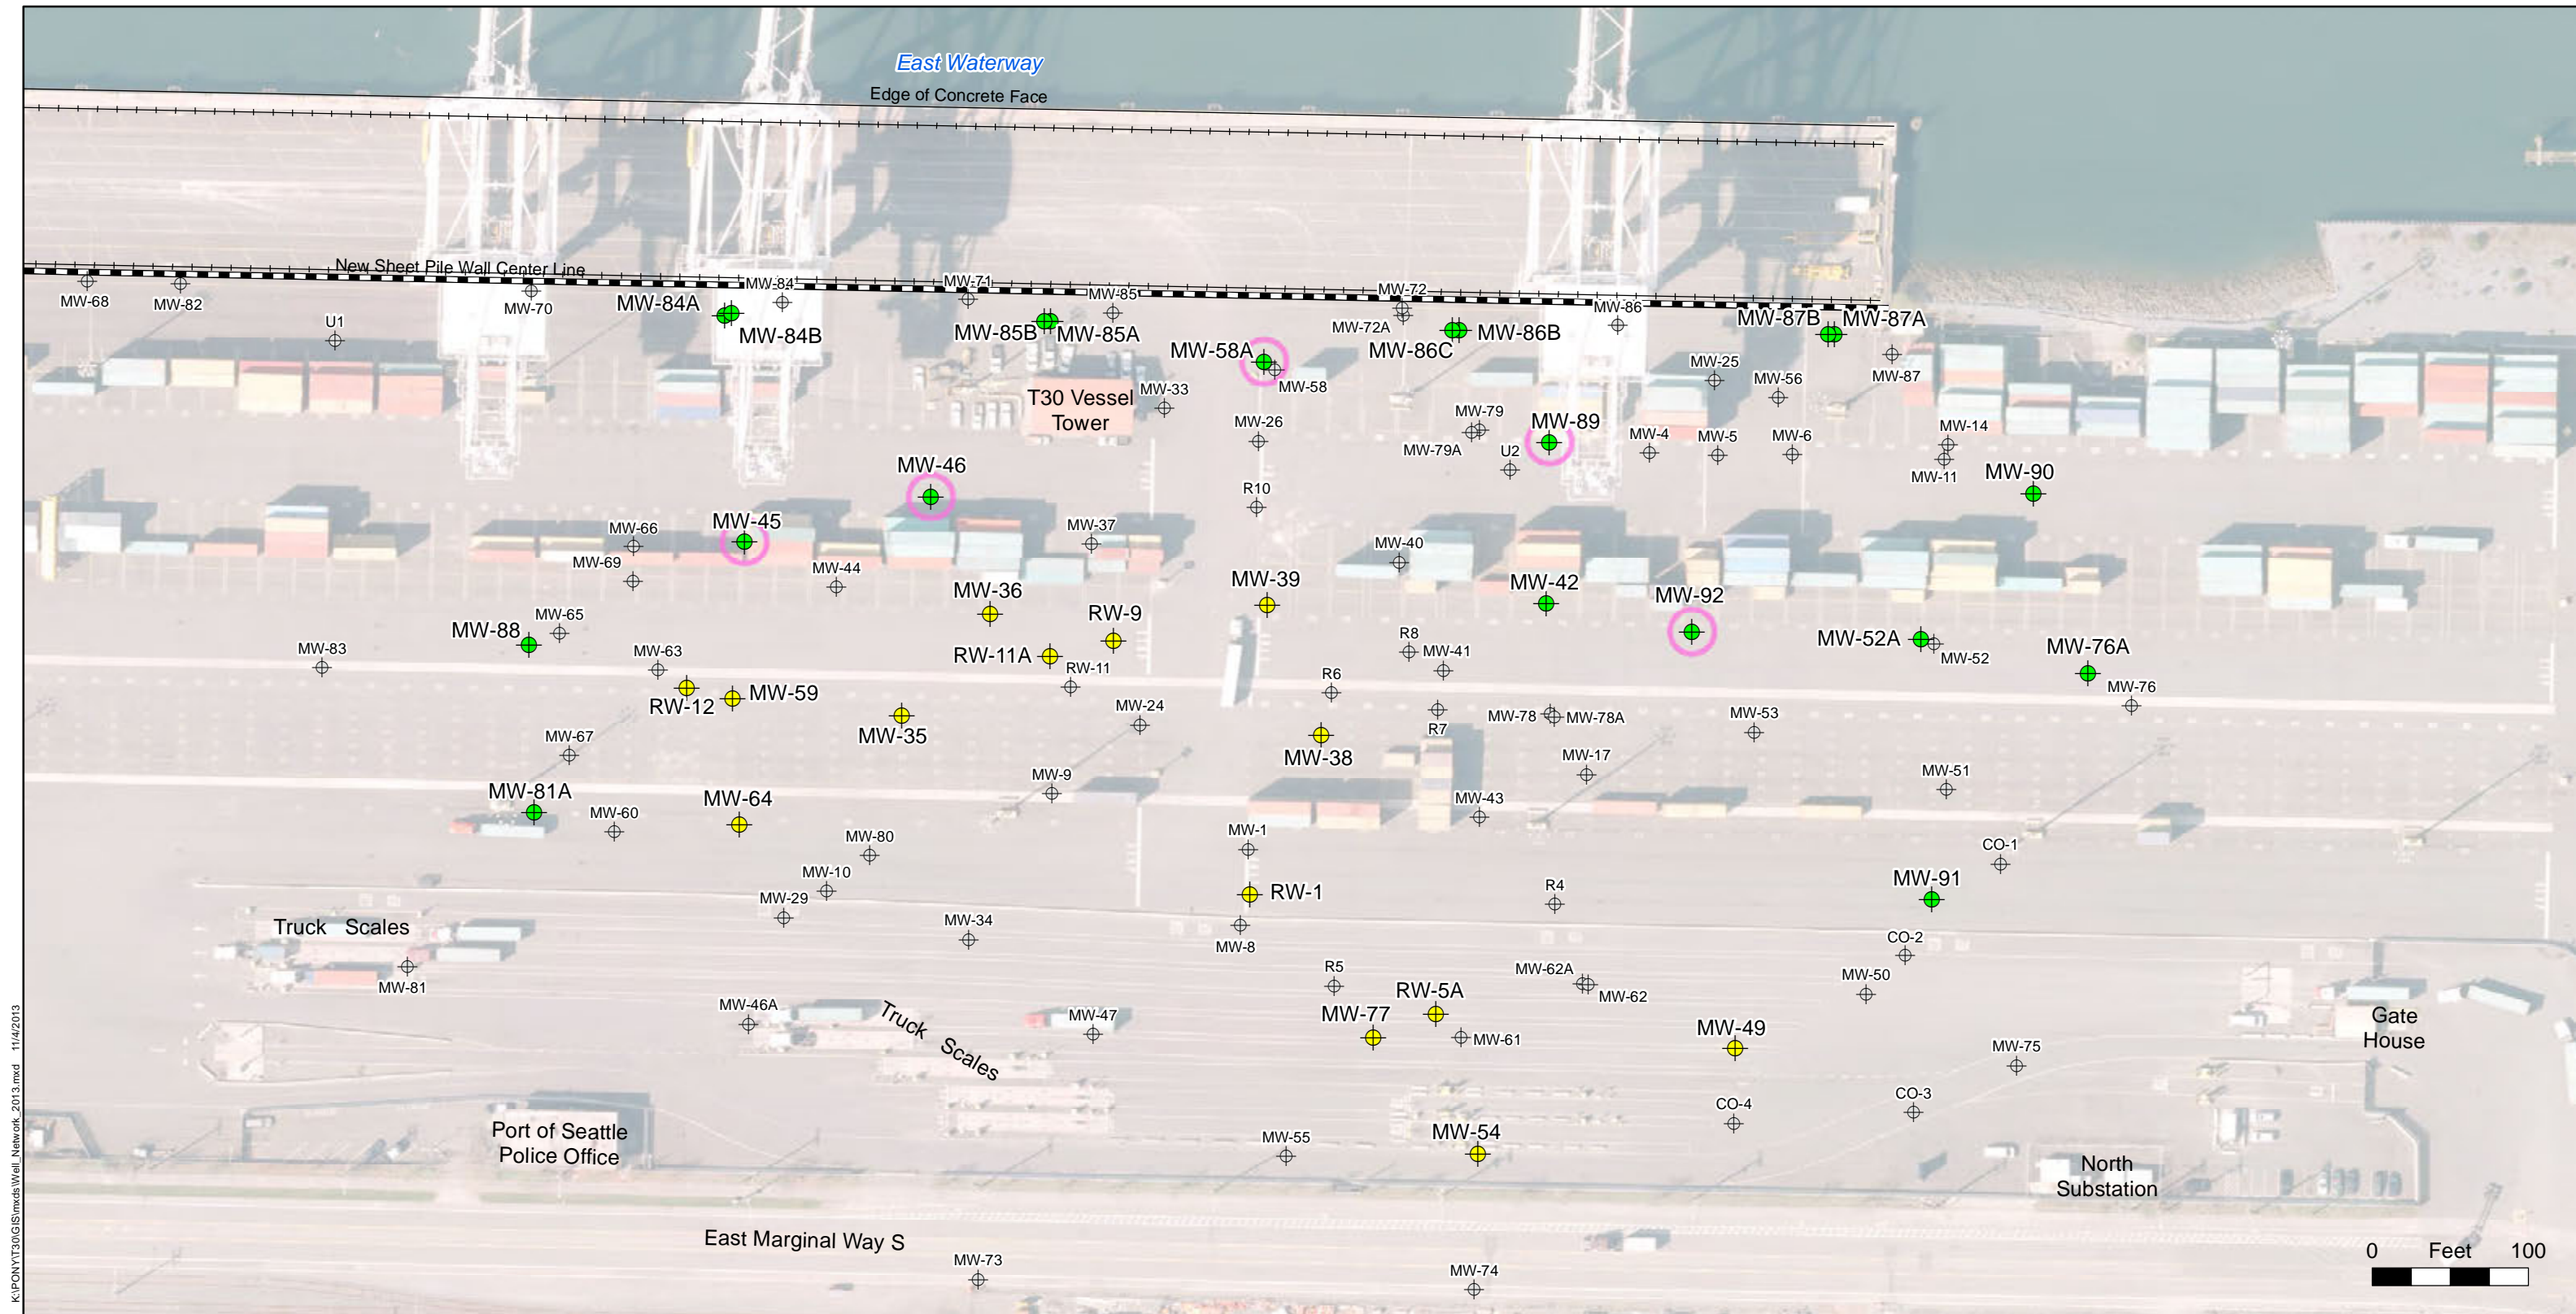 East Waterway
Edge of Concrete Face
New Sheet Pile Wall Center Line
MW-68
MW-82
U1
MW-70
MW-84A
MW-84
MW-84B
MW-71
MW-85
MW-85B
MW-85A
MW-72
MW-72A
MW-86C
MW-86B
MW-86
MW-87B
MW-87A
MW-87
MW-58A
MW-58
MW-25
MW-56
T30 Vessel
Tower
MW-33
MW-26
MW-79
MW-79A
U2
MW-89
MW-4
MW-5
MW-6
MW-14
MW-11
MW-90
MW-46
R10
MW-45
MW-66
MW-69
MW-44
MW-37
MW-40
MW-36
RW-9
MW-39
MW-42
MW-92
MW-88
MW-65
MW-83
MW-63
RW-11A
RW-11
R8
MW-41
R6
MW-52A
MW-52
MW-76A
MW-76
RW-12
MW-59
MW-35
MW-24
R7
MW-38
MW-78
MW-78A
MW-53
MW-67
MW-9
MW-17
MW-51
MW-81A
MW-60
MW-64
MW-80
MW-43
MW-1
CO-1
MW-10
MW-29
MW-34
RW-1
MW-8
R4
MW-91
CO-2
Truck Scales
MW-81
R5
MW-62A
MW-62
MW-50
MW-46A
Truck Scales
MW-47
RW-5A
MW-77
MW-61
MW-49
MW-75
Gate
House
CO-4
CO-3
Port of Seattle
Police Office
MW-55
MW-54
North
Substation
East Marginal Way S
MW-73
MW-74
0 Feet 100
K:\PONY\T30\GIS\mxds\Well_Network_2013.mxd 11/4/2013